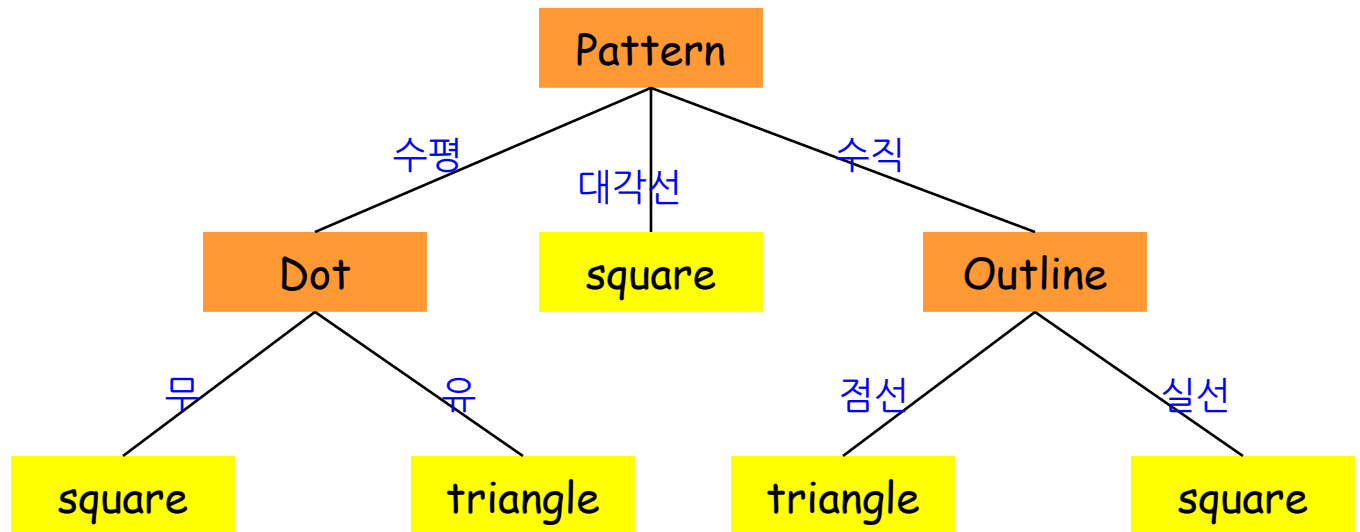 Pattern
수평
대각선
수직
Dot
square
Outline
무
유
점선
실선
square
triangle
triangle
square